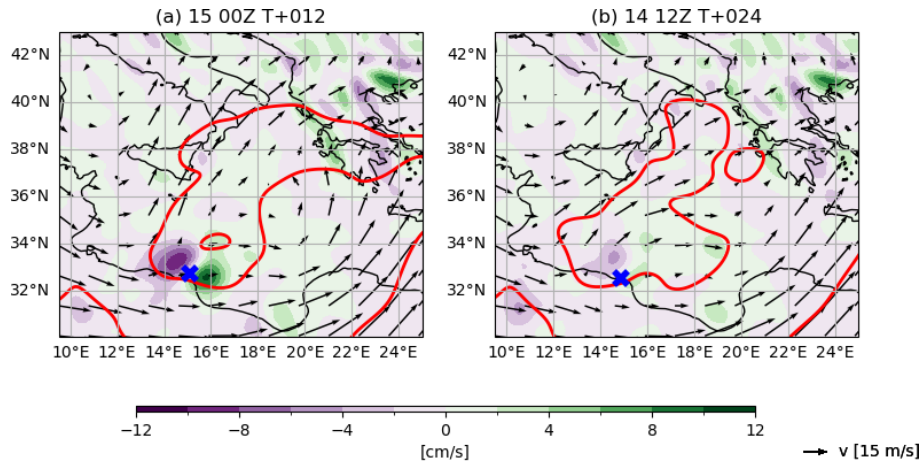 (a) 15 00Z T+012
(b) 14 12Z T+024
42°N
40°N
38°N
36°N
34°N
32°N
42°N
40°N
38°N
36°N
34°N
32°N
10°E 12°E 14°E 16°E 18°E 20°E 22°E 24°E
10°E 12°E 14°E 16°E 18°E 20°E 22°E 24°E
−12 −8 −4 0 4 8 12
[cm/s]
v [15 m/s]